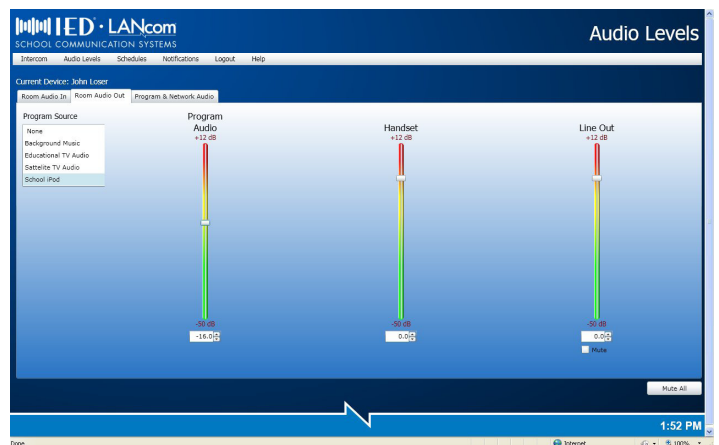 IED · LANcom
SCHOOL COMMUNICATION SYSTEMS
Audio Levels
Intercom Audio Levels Schedules Notifications Logout Help
Current Device: John Loser
Room Audio In Room Audio Out Program & Network Audio
Program Source
None
Background Music
Educational TV Audio
Sattelite TV Audio
School iPod
Program
Audio
+12 dB
-50 dB
-16.0
Handset
+12 dB
-50 dB
0.0
Line Out
+12 dB
-50 dB
0.0
Mute
Mute All
1:52 PM
Done
Internet
100%